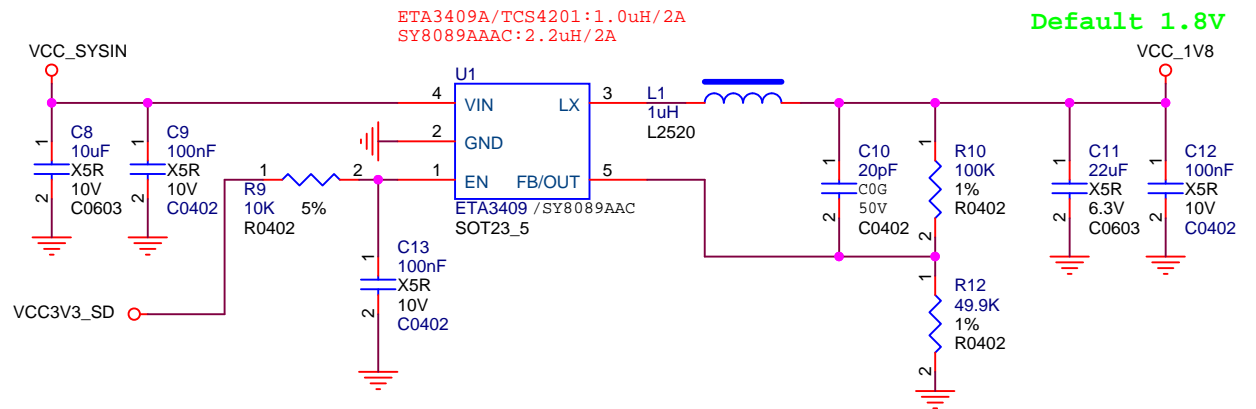 ETA3409A/TCS4201:1.0uH/2A
SY8089AAAC:2.2uH/2A
Default 1.8V
VCC_SYSIN
VCC_1V8
U1
4
VIN
LX
3
2
GND
1
EN
FB/OUT
5
ETA3409 /SY8089AAC
SOT23_5
L1
1uH
L2520
1
C8
10uF
X5R
10V
C0603
2
1
C9
100nF
X5R
10V
C0402
2
1
2
R9
10K
R0402
5%
VCC3V3_SD
1
C13
100nF
X5R
10V
C0402
2
1
C10
20pF
C0G
50V
C0402
2
1
R10
100K
1%
R0402
2
1
R12
49.9K
1%
R0402
2
1
C11
22uF
X5R
6.3V
C0603
2
1
C12
100nF
X5R
10V
C0402
2